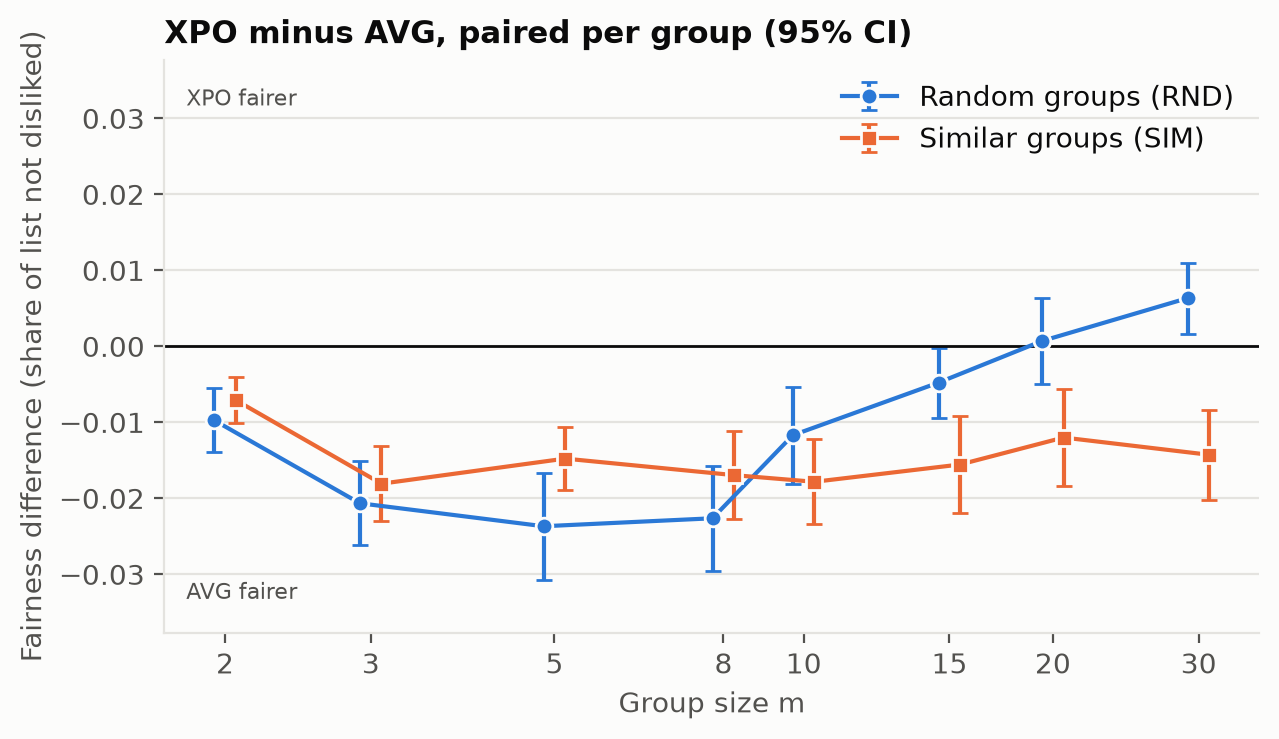 XPO minus AVG, paired per group (95% CI)
Fairness difference (share of list not disliked)
XPO fairer
Random groups (RND)
Similar groups (SIM)
0.03
0.02
0.01
0.00
−0.01
−0.02
−0.03
AVG fairer
2 3 5 8 10 15 20 30
Group size m